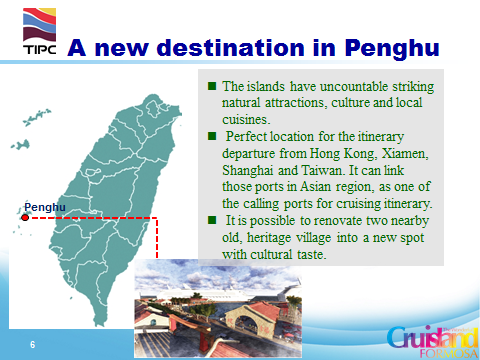 TIPC
A new destination in Penghu
The islands have uncountable striking
natural attractions, culture and local
cuisines.
Perfect location for the itinerary
departure from Hong Kong, Xiamen,
Shanghai and Taiwan. It can link
those ports in Asian region, as one of
the calling ports for cruising itinerary.
It is possible to renovate two nearby
old, heritage village into a new spot
with cultural taste.
Penghu
6
Cruisland
FORMOSA